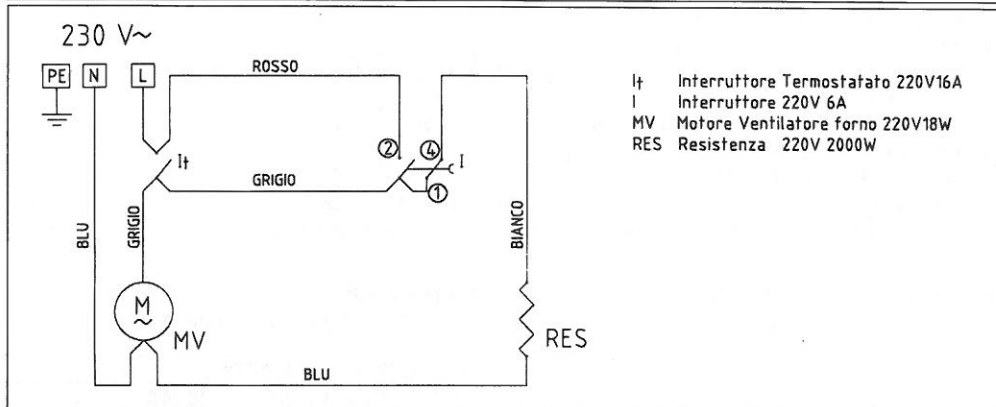 230 V~
PE N L
ROSSO
It
GRIGIO
2 4 I
1
BLU
GRIGIO
BIANCO
M
~
MV
RES
BLU
It Interruttore Termostatato 220V16A
I Interruttore 220V 6A
MV Motore Ventilatore forno 220V18W
RES Resistenza 220V 2000W